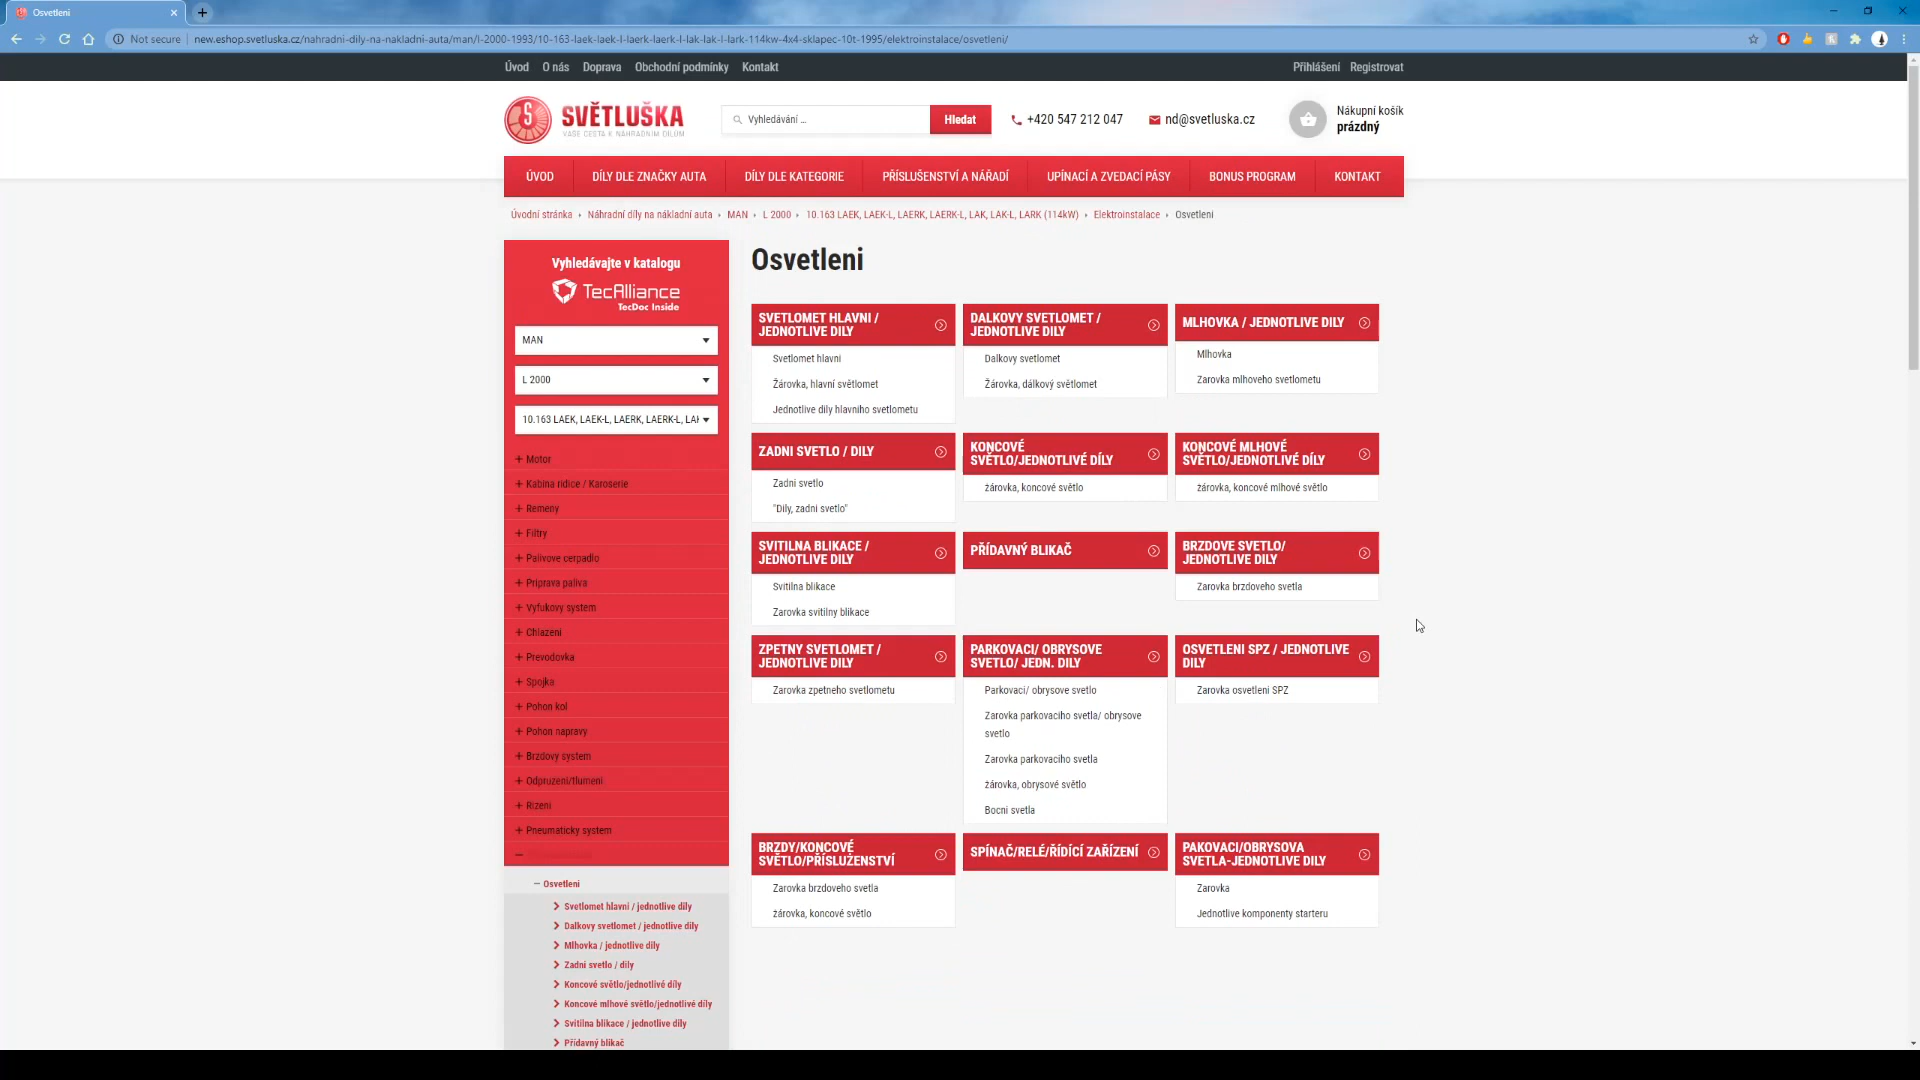 Osvetleni
Not secure
new.eshop.svetluska.cz/nahradni-dily-na-nakladni-auta/man/l-2000-1993/10-163-laek-laek-l-laerk-laerk-l-lak-lak-l-lark-114kw-4x4-sklapec-10t-1995/elektroinstalace/osvetleni/
Úvod O nás Doprava Obchodní podmínky Kontakt
Přihlášení Registrovat
SVĚTLUŠKA
VAŠE CESTA K NÁHRADNÍM DÍLŮM
Vyhledávání ...
Hledat
+420 547 212 047
nd@svetluska.cz
Nákupní košík
prázdný
ÚVOD
DÍLY DLE ZNAČKY AUTA
DÍLY DLE KATEGORIE
PŘÍSLUŠENSTVÍ A NÁŘADÍ
UPÍNACÍ A ZVEDACÍ PÁSY
BONUS PROGRAM
KONTAKT
Úvodní stránka › Náhradní díly na nákladní auta › MAN › L 2000 › 10.163 LAEK, LAEK-L, LAERK, LAERK-L, LAK, LAK-L, LARK (114kW) › Elektroinstalace › Osvetleni
Vyhledávajte v katalogu
TecAlliance
TecDoc Inside
MAN
L 2000
10.163 LAEK, LAEK-L, LAERK, LAERK-L, LAK
+ Motor
+ Kabina ridice / Karoserie
+ Remeny
+ Filtry
+ Palivove cerpadlo
+ Priprava paliva
+ Vyfukovy system
+ Chlazeni
+ Prevodovka
+ Spojka
+ Pohon kol
+ Pohon napravy
+ Brzdovy system
+ Odpruzeni/tlumeni
+ Rizeni
+ Pneumaticky system
– Osvetleni
Svetlomet hlavni / jednotlive dily
Dalkovy svetlomet / jednotlive dily
Mlhovka / jednotlive dily
Zadni svetlo / dily
Koncové světlo/jednotlivé díly
Koncové mlhové světlo/jednotlivé díly
Svitilna blikace / jednotlive dily
Přídavný blikač
Osvetleni
SVETLOMET HLAVNI /
JEDNOTLIVE DILY
Svetlomet hlavni
Žárovka, hlavní světlomet
Jednotlive dily hlavniho svetlometu
DALKOVY SVETLOMET /
JEDNOTLIVE DILY
Dalkovy svetlomet
Žárovka, dálkový světlomet
MLHOVKA / JEDNOTLIVE DILY
Mlhovka
Zarovka mlhoveho svetlometu
ZADNI SVETLO / DILY
Zadni svetlo
"Dily, zadni svetlo"
KONCOVÉ
SVĚTLO/JEDNOTLIVÉ DÍLY
žárovka, koncové světlo
KONCOVÉ MLHOVÉ
SVĚTLO/JEDNOTLIVÉ DÍLY
žárovka, koncové mlhové světlo
SVITILNA BLIKACE /
JEDNOTLIVE DILY
Svitilna blikace
Zarovka svitilny blikace
PŘÍDAVNÝ BLIKAČ
BRZDOVE SVETLO/
JEDNOTLIVE DILY
Zarovka brzdoveho svetla
ZPETNY SVETLOMET /
JEDNOTLIVE DILY
Zarovka zpetneho svetlometu
PARKOVACI/ OBRYSOVE
SVETLO/ JEDN. DILY
Parkovaci/ obrysove svetlo
Zarovka parkovaciho svetla/ obrysove
svetlo
Zarovka parkovaciho svetla
žárovka, obrysové světlo
Bocni svetla
OSVETLENI SPZ / JEDNOTLIVE
DILY
Zarovka osvetleni SPZ
BRZDY/KONCOVÉ
SVĚTLO/PŘÍSLUŽENSTVÍ
Zarovka brzdoveho svetla
žárovka, koncové světlo
SPÍNAČ/RELÉ/ŘÍDÍCÍ ZAŘÍZENÍ
PAKOVACI/OBRYSOVA
SVETLA-JEDNOTLIVE DILY
Zarovka
Jednotlive komponenty starteru